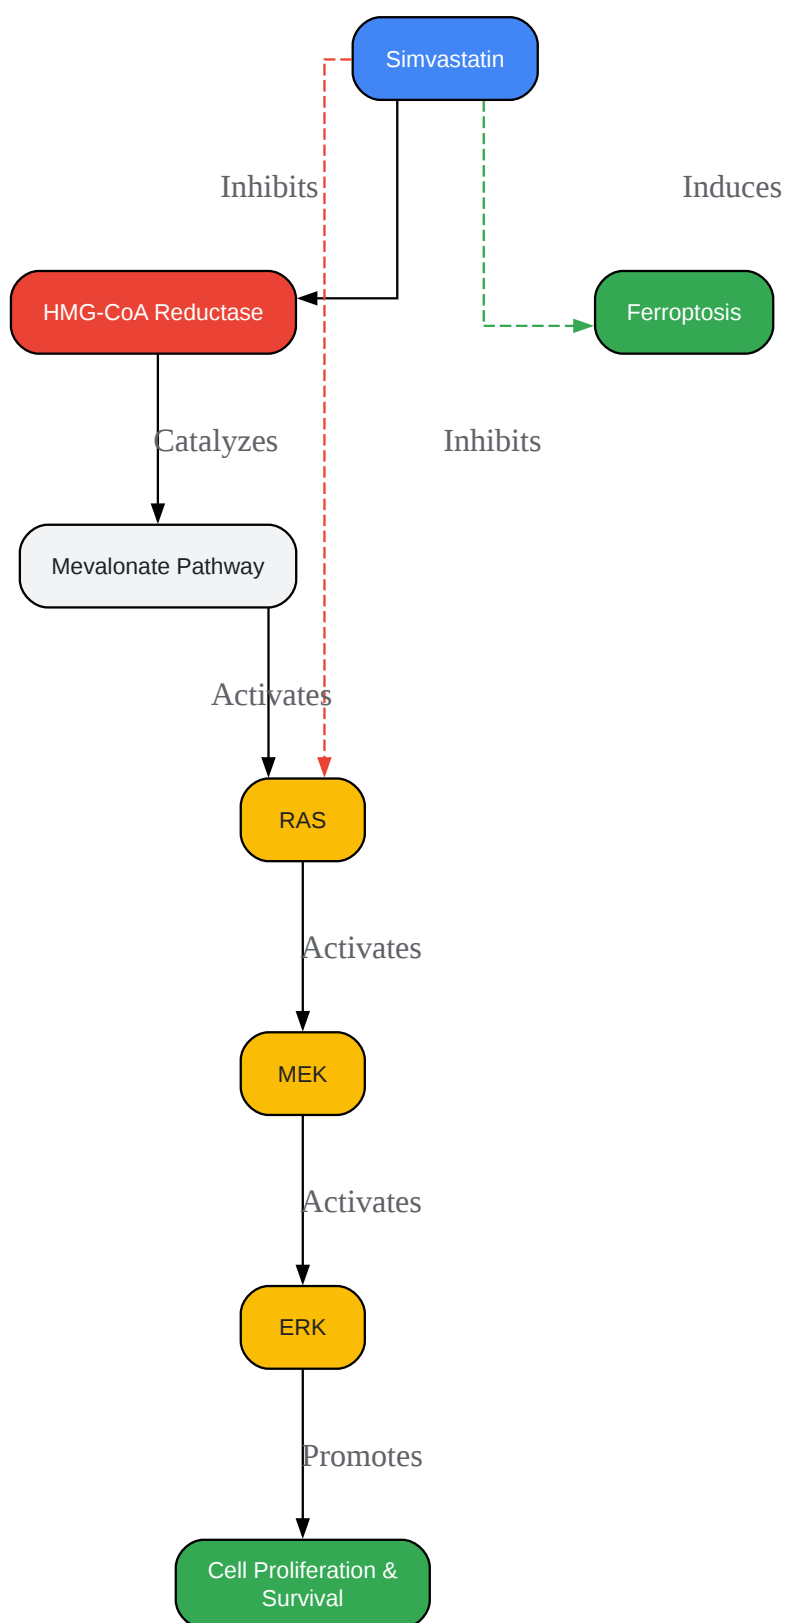 Simvastatin
Inhibits
Induces
HMG-CoA Reductase
Ferroptosis
Catalyzes
Inhibits
Mevalonate Pathway
Activates
RAS
Activates
MEK
Activates
ERK
Promotes
Cell Proliferation &
Survival